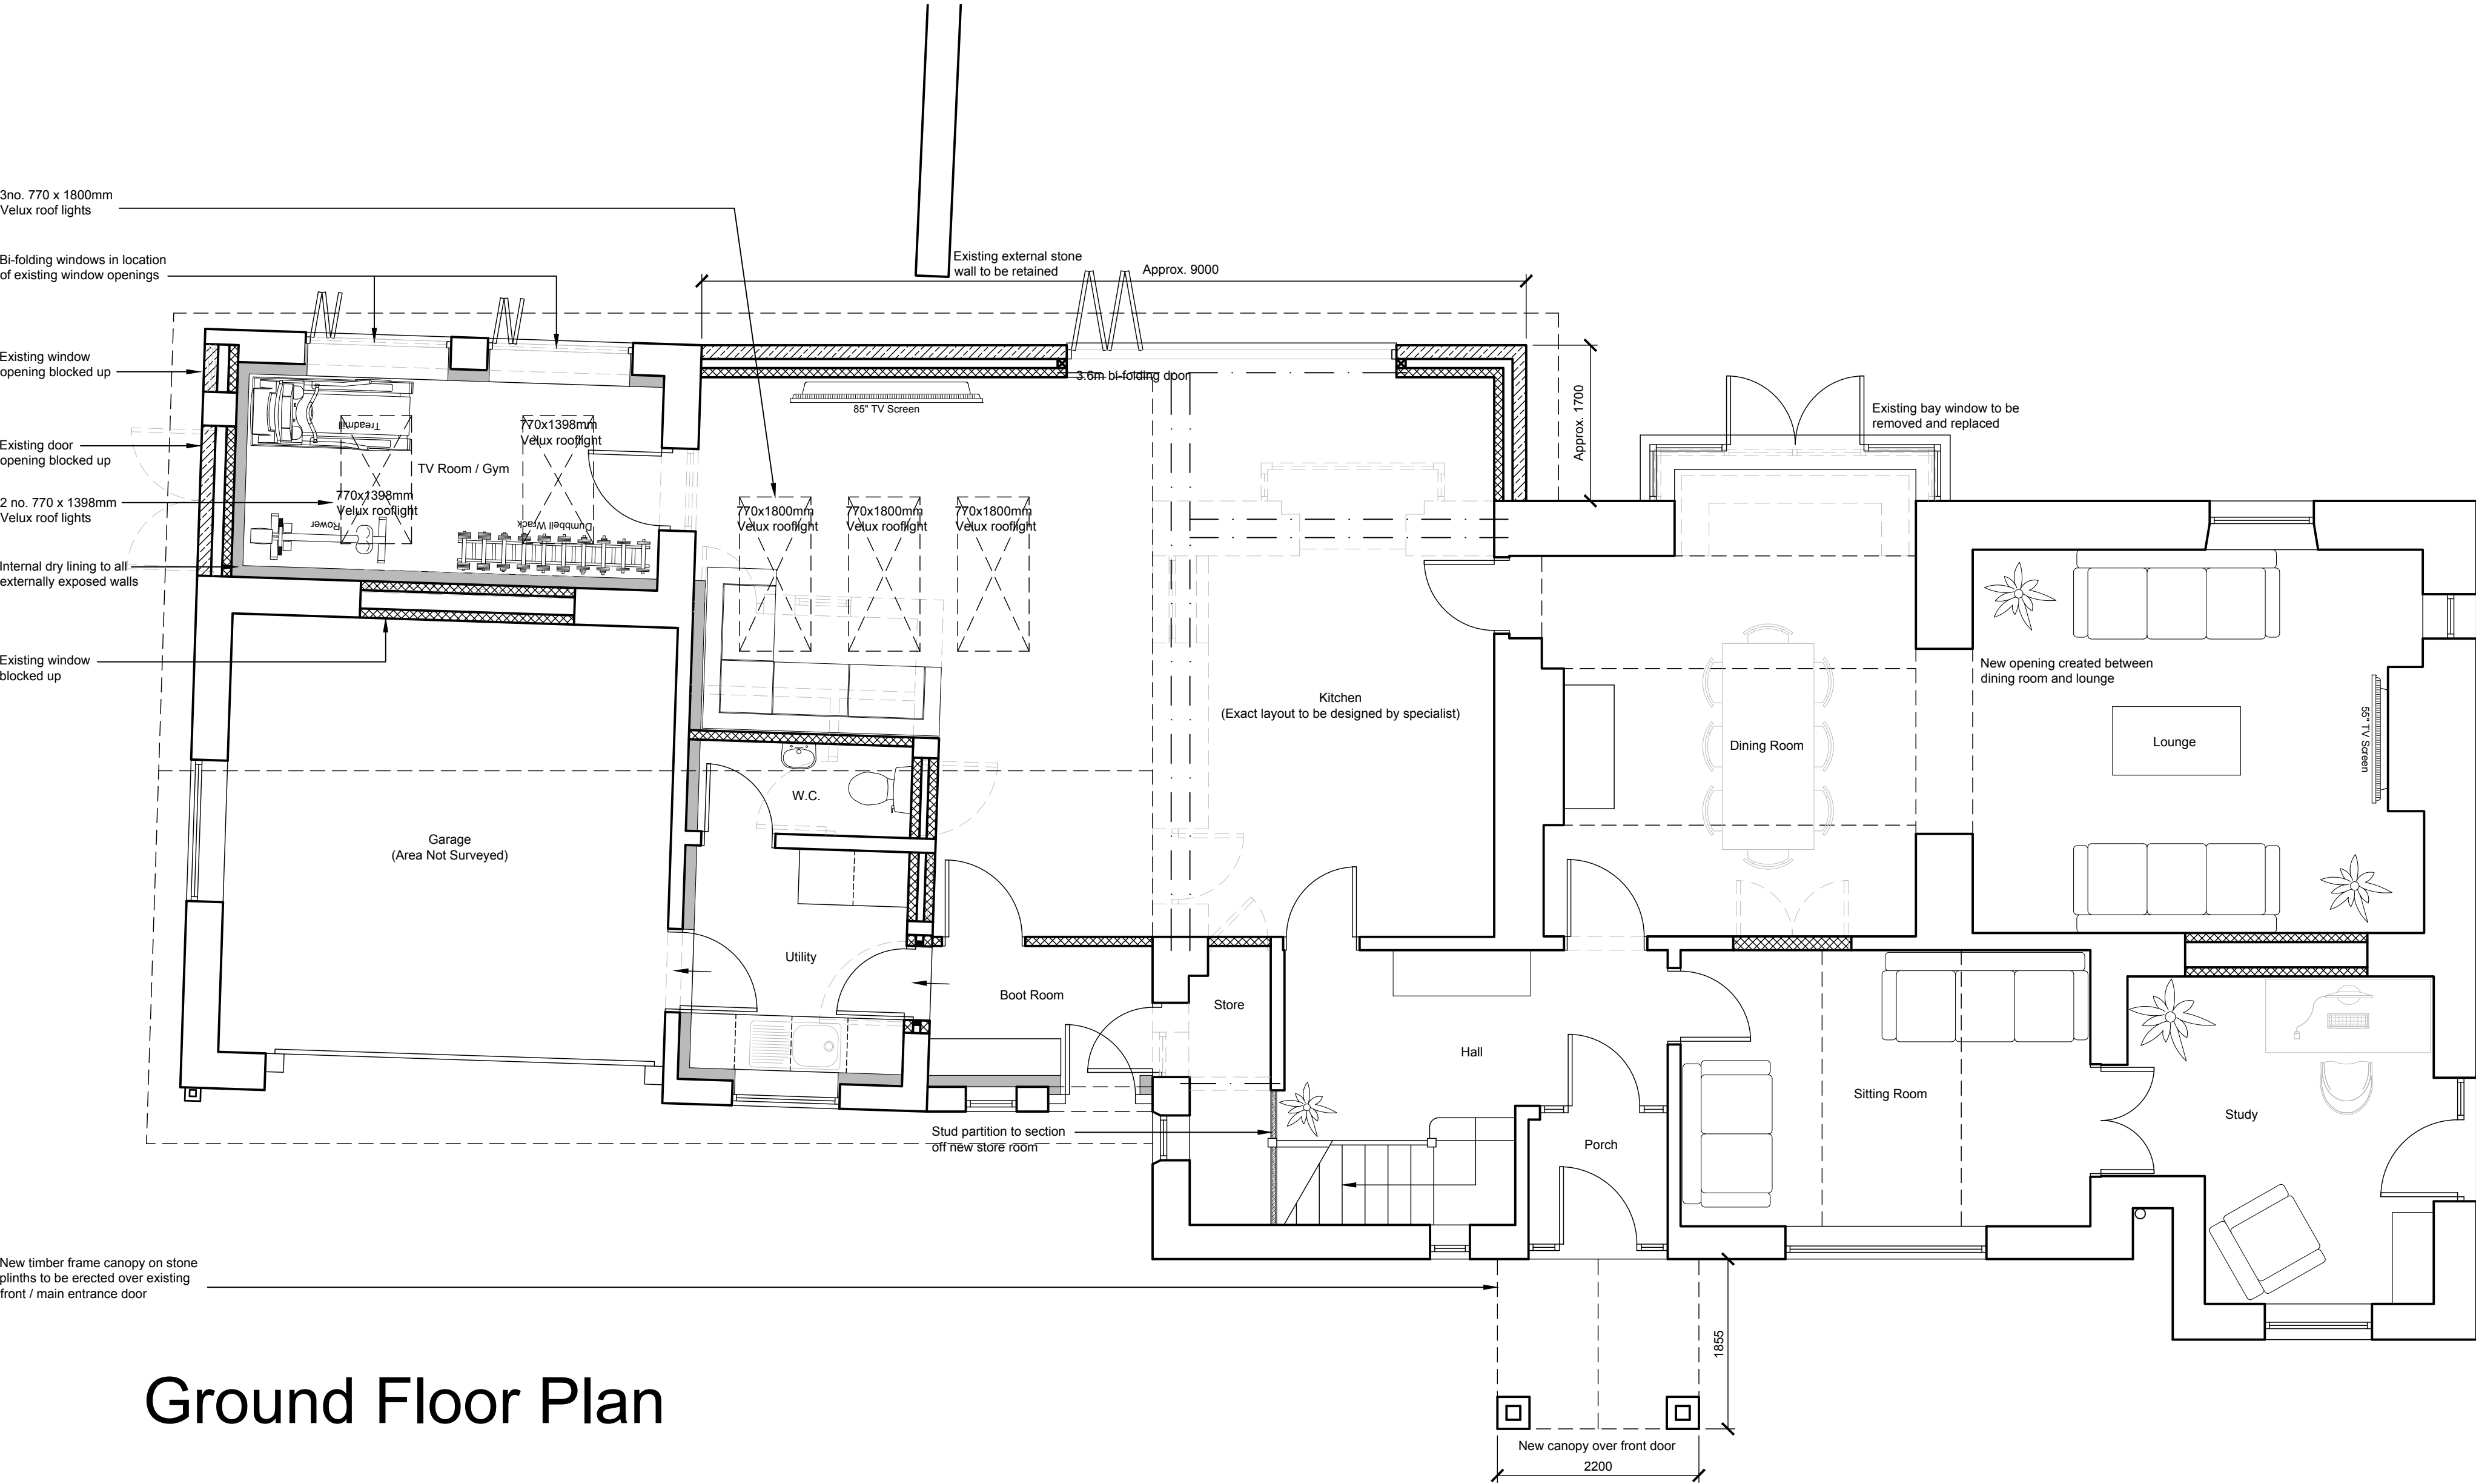 3no. 770 x 1800mm
Velux roof lights
Bi-folding windows in location
of existing window openings
Existing external stone
wall to be retained
Approx. 9000
Existing window
opening blocked up
3.6m bi-folding door
85" TV Screen
Approx. 1700
Existing bay window to be
removed and replaced
Existing door
opening blocked up
Treadmill
770x1398mm
Velux rooflight
TV Room / Gym
2 no. 770 x 1398mm
Velux roof lights
770x1398mm
Velux rooflight
Rower
Dumbbell Wrack
770x1800mm
Velux rooflight
770x1800mm
Velux rooflight
770x1800mm
Velux rooflight
Internal dry lining to all
externally exposed walls
Existing window
blocked up
New opening created between
dining room and lounge
Kitchen
(Exact layout to be designed by specialist)
Dining Room
Lounge
55" TV Screen
W.C.
Garage
(Area Not Surveyed)
Utility
Boot Room
Store
Hall
Sitting Room
Study
Stud partition to section
off new store room
Porch
New timber frame canopy on stone
plinths to be erected over existing
front / main entrance door
1855
Ground Floor Plan
New canopy over front door
2200